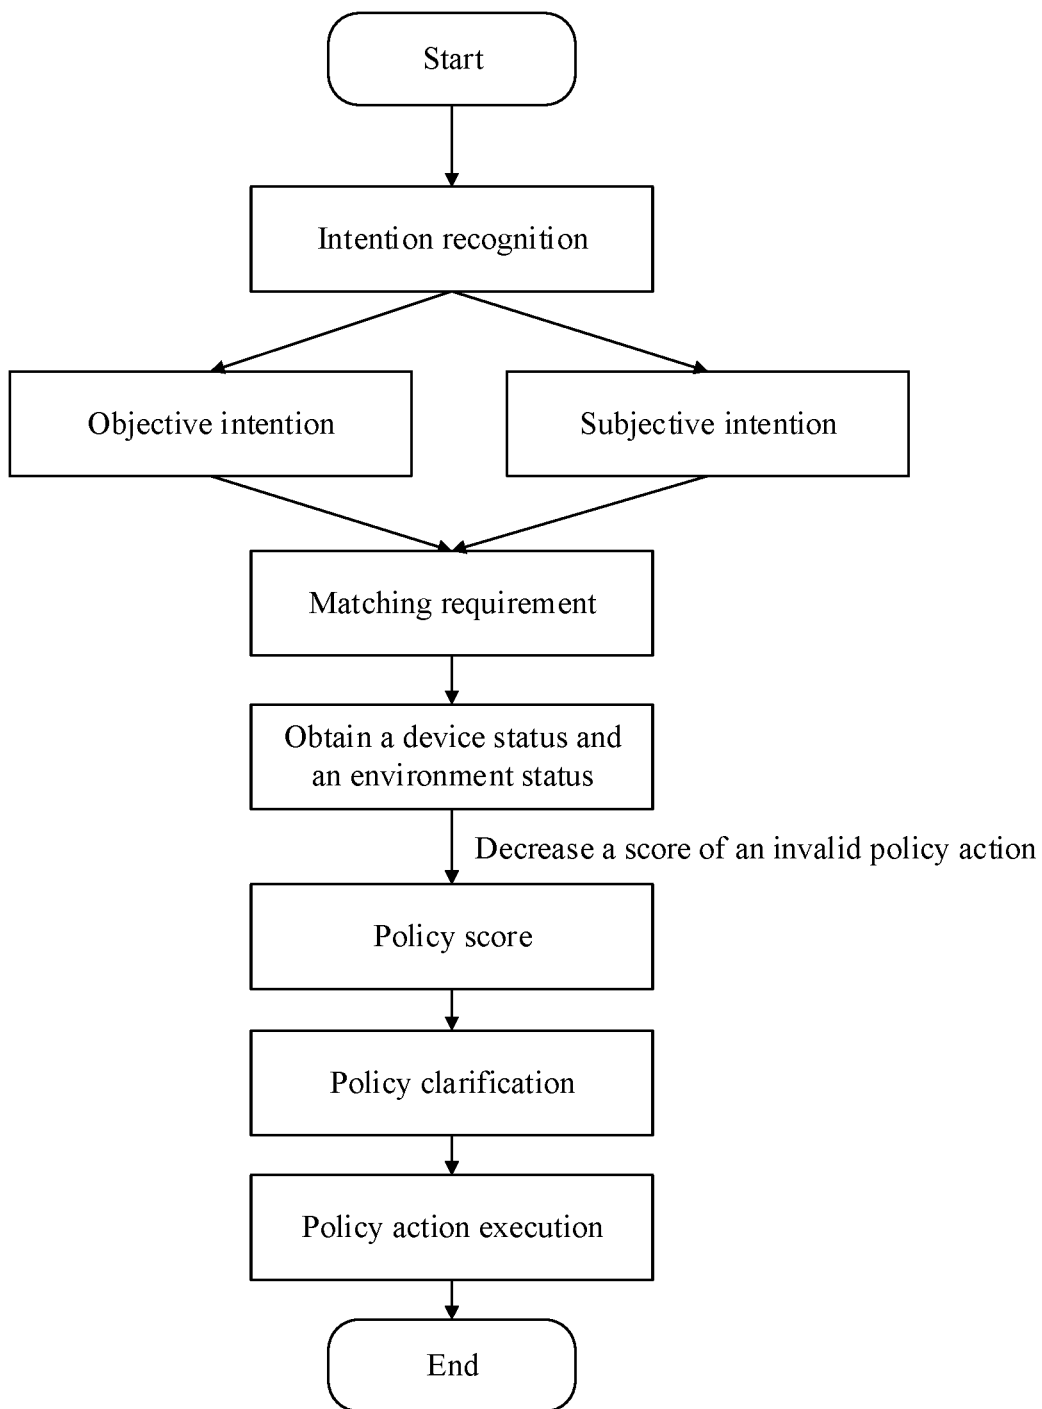 Start
Intention recognition
Objective intention
Subjective intention
Matching requirement
Obtain a device status and
an environment status
Decrease a score of an invalid policy action
Policy score
Policy clarification
Policy action execution
End